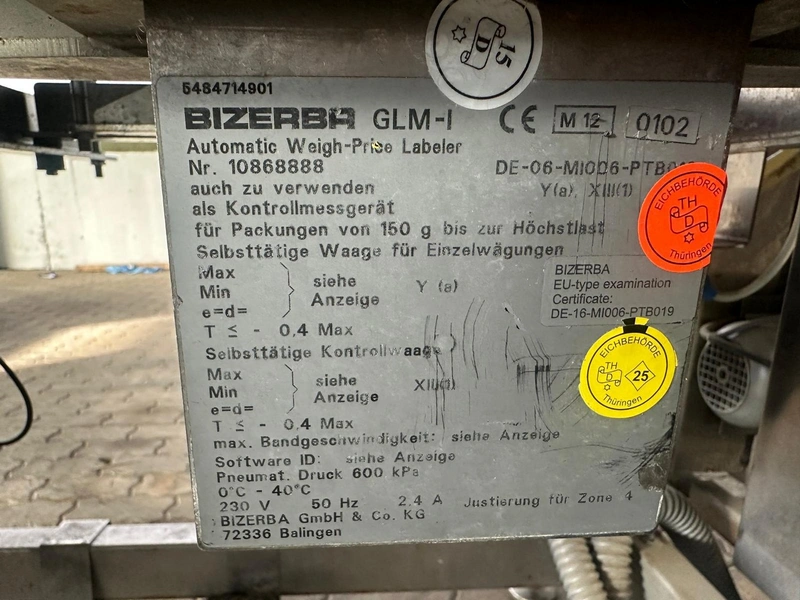 15
D
5484714901
BIZERBA GLM-I CE M 12 0102
Automatic Weigh-Price Labeler
Nr. 10868888
DE-06-MI006-PTB
auch zu verwenden
Y(a), XIII(1)
als Kontrollmessgerät
für Packungen von 150 g bis zur Höchstlast
Selbsttätige Waage für Einzelwägungen
Max
Min
e=d=
siehe
Anzeige
Y (a)
T ≤ - 0.4 Max
BIZERBA
EU-type examination
Certificate:
DE-16-MI006-PTB019
Selbsttätige Kontrollwaage
Max
Min
e=d=
siehe
Anzeige
XIII(1)
T ≤ - 0.4 Max
max. Bandgeschwindigkeit: siehe Anzeige
Software ID: siehe Anzeige
Pneumat. Druck 600 kPa
0°C - 40°C
230 V 50 Hz 2.4 A Justierung für Zone 4
BIZERBA GmbH & Co. KG
72336 Balingen
EICHBEHÖRDE
TH
D
Thüringen
EICHBEHÖRDE
TH
D
25
Thüringen